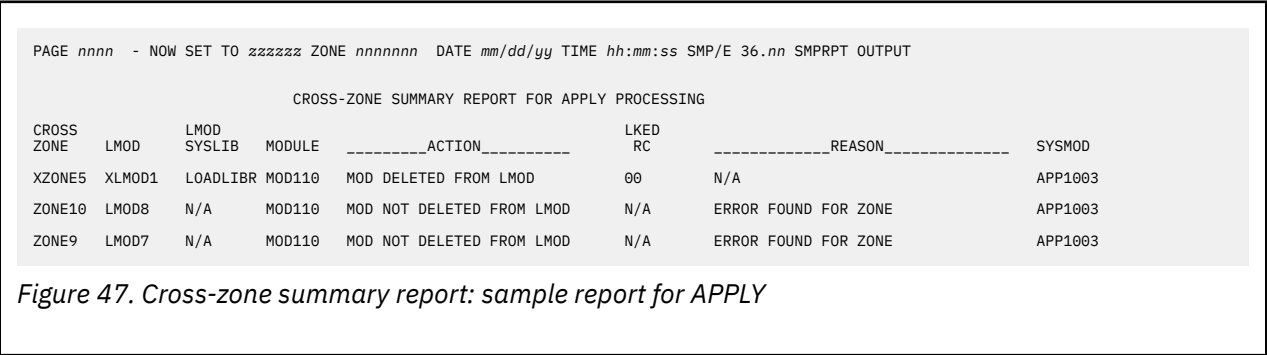 PAGE nnnn - NOW SET TO zzzzzz ZONE nnnnnnn DATE mm/dd/yy TIME hh:mm:ss SMP/E 36.nn SMPRPT OUTPUT
CROSS-ZONE SUMMARY REPORT FOR APPLY PROCESSING
CROSS LMOD LKED
ZONE LMOD SYSLIB MODULE _________ACTION__________ RC _____________REASON______________ SYSMOD
XZONE5 XLMOD1 LOADLIBR MOD110 MOD DELETED FROM LMOD 00 N/A APP1003
ZONE10 LMOD8 N/A MOD110 MOD NOT DELETED FROM LMOD N/A ERROR FOUND FOR ZONE APP1003
ZONE9 LMOD7 N/A MOD110 MOD NOT DELETED FROM LMOD N/A ERROR FOUND FOR ZONE APP1003
Figure 47. Cross-zone summary report: sample report for APPLY